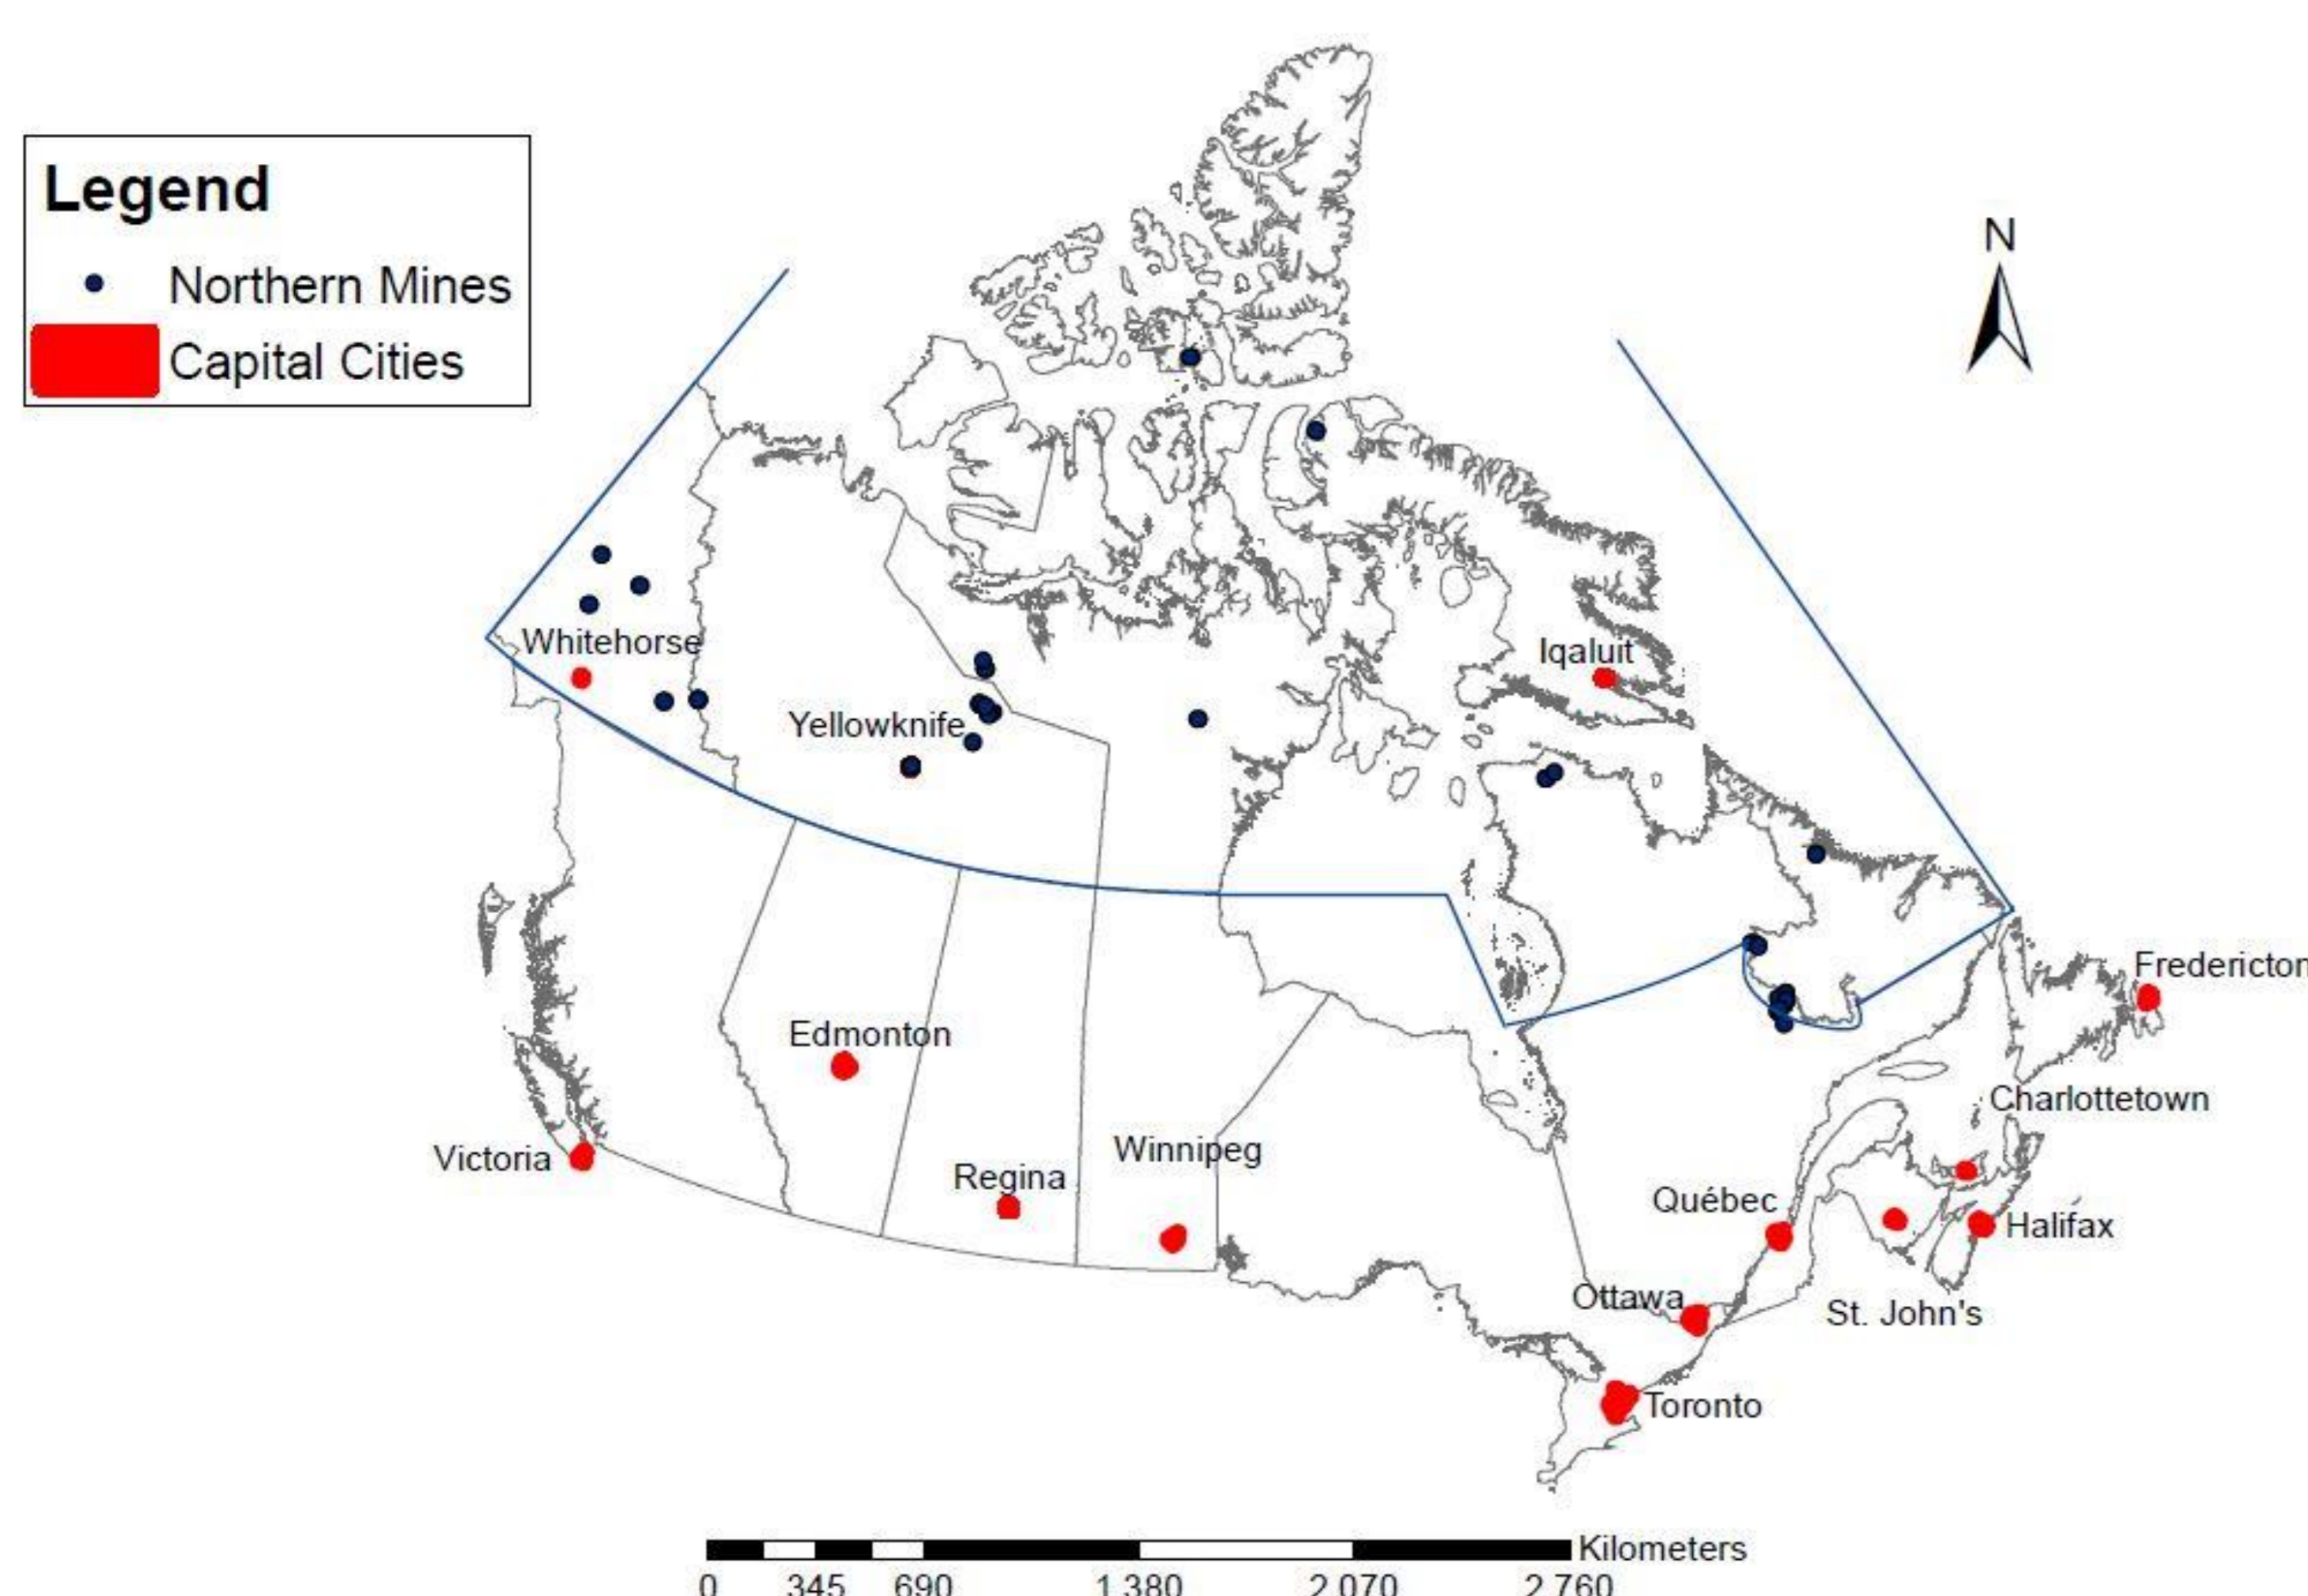 Legend
Northern Mines
Capital Cities
N
Whitehorse
Iqaluit
Yellowknife
Fredericton
Edmonton
Charlottetown
Winnipeg
Victoria
Regina
Québec
Halifax
Ottawa
St. John's
Toronto
Kilometers
0 345 690 1 380 2 070 2 760